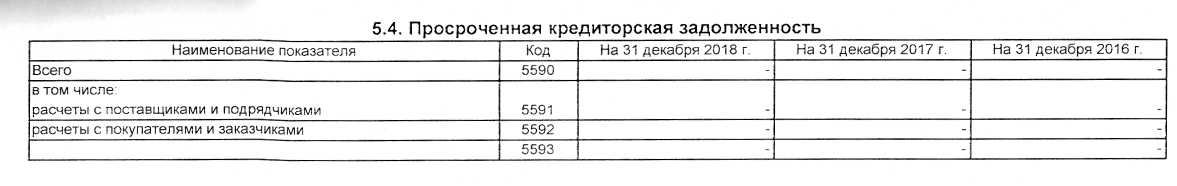 5.4. Просроченная кредиторская задолженность
Наименование показателя Код На 31 декабря 2018 г. На 31 декабря 2017 г. На 31 декабря 2016 г.
Всего 5590 - - -
в том числе:
расчеты с поставщиками и подрядчиками 5591 - - -
расчеты с покупателями и заказчиками 5592 - - -
5593 - - -